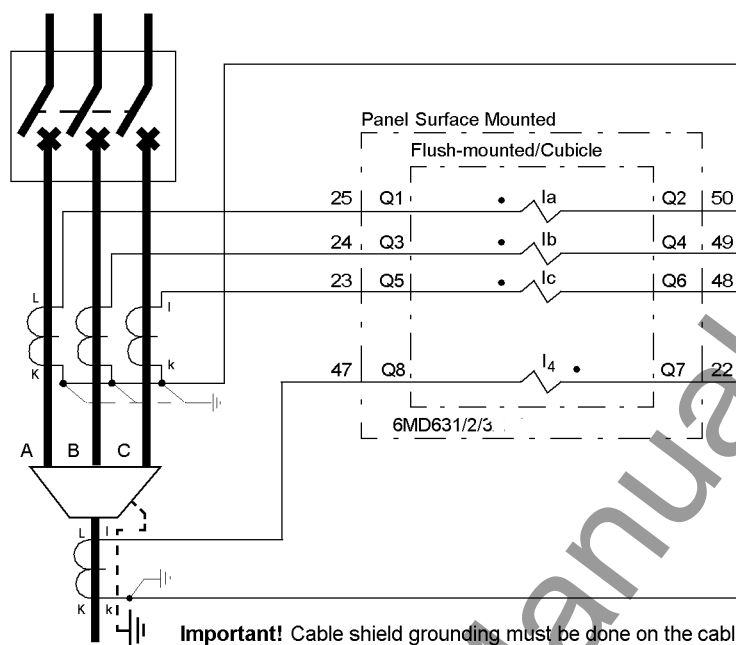 Panel Surface Mounted
Flush-mounted/Cubicle
25 Q1 Ia Q2 50
24 Q3 Ib Q4 49
23 Q5 Ic Q6 48
L l
K k
47 Q8 I4 Q7 22
6MD631/2/3
A B C
L l
K k
Important! Cable shield grounding must be done on the cabl
Manual